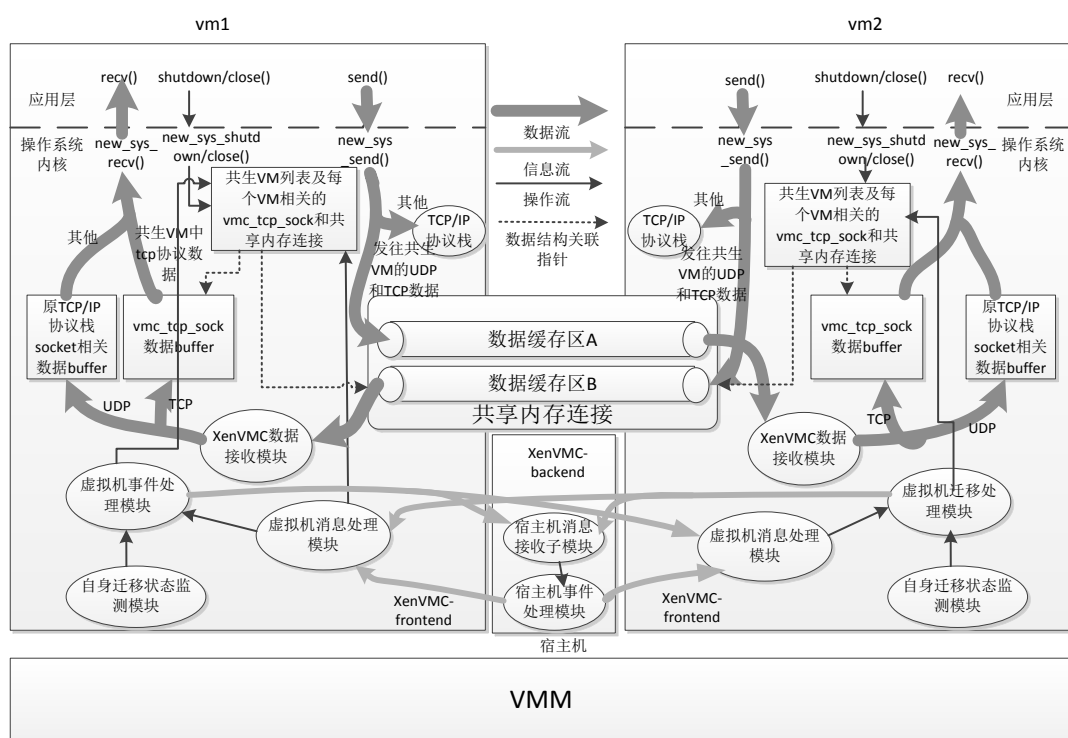 vm1
vm2
recv()
shutdown/close()
send()
应用层
new_sys_
recv()
new_sys_shutd
own/close()
new_sys
_send()
操作系统
内核
共生VM列表及每
个VM相关的
vmc_tcp_sock和共
享内存连接
其他
TCP/IP
协议栈
其他
共生VM中
tcp协议数
据
发往共生
VM的UDP
和TCP数据
原TCP/IP
协议栈
socket相关
数据buffer
vmc_tcp_sock
数据buffer
UDP
TCP
XenVMC数据
接收模块
虚拟机事件处
理模块
虚拟机消息处理
模块
自身迁移状态监
测模块
XenVMC-
frontend
数据流
信息流
操作流
数据结构关联
指针
数据缓存区A
数据缓存区B
共享内存连接
XenVMC-
backend
宿主机消息
接收子模块
宿主机事件
处理模块
宿主机
send()
shutdown/close()
recv()
应用层
new_sys
_send()
new_sys_shutd
own/close()
new_sys_
recv()
操作系统
内核
其他
TCP/IP
协议栈
共生VM列表及每
个VM相关的
vmc_tcp_sock和共
享内存连接
发往共生
VM的UDP
和TCP数据
vmc_tcp_sock
数据buffer
原TCP/IP
协议栈
socket相关
数据buffer
TCP
UDP
XenVMC数据
接收模块
虚拟机迁移处
理模块
虚拟机消息处理
模块
自身迁移状态监
测模块
XenVMC-
frontend
VMM